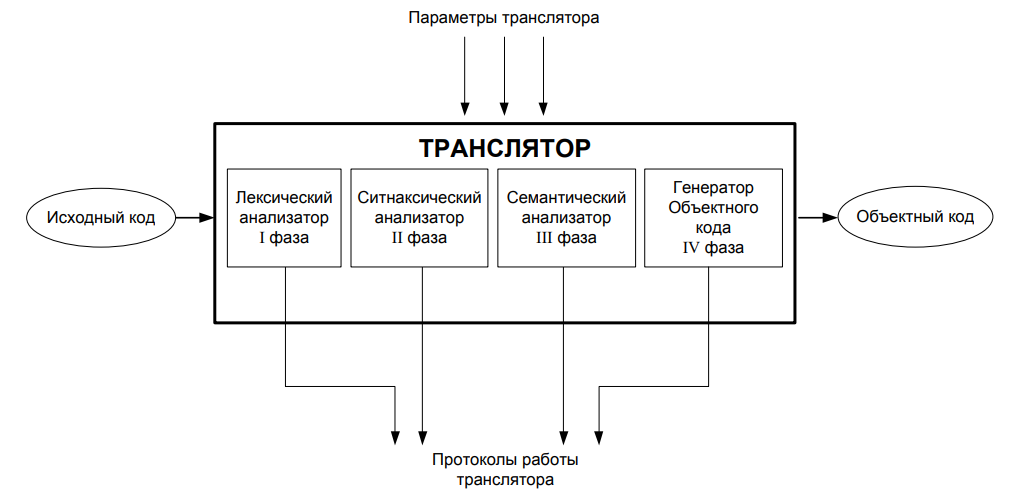 Параметры транслятора
ТРАНСЛЯТОР
Исходный код
Лексический
анализатор
I фаза
Ситнаксический
анализатор
II фаза
Семантический
анализатор
III фаза
Генератор
Объектного
кода
IV фаза
Объектный код
Протоколы работы
транслятора